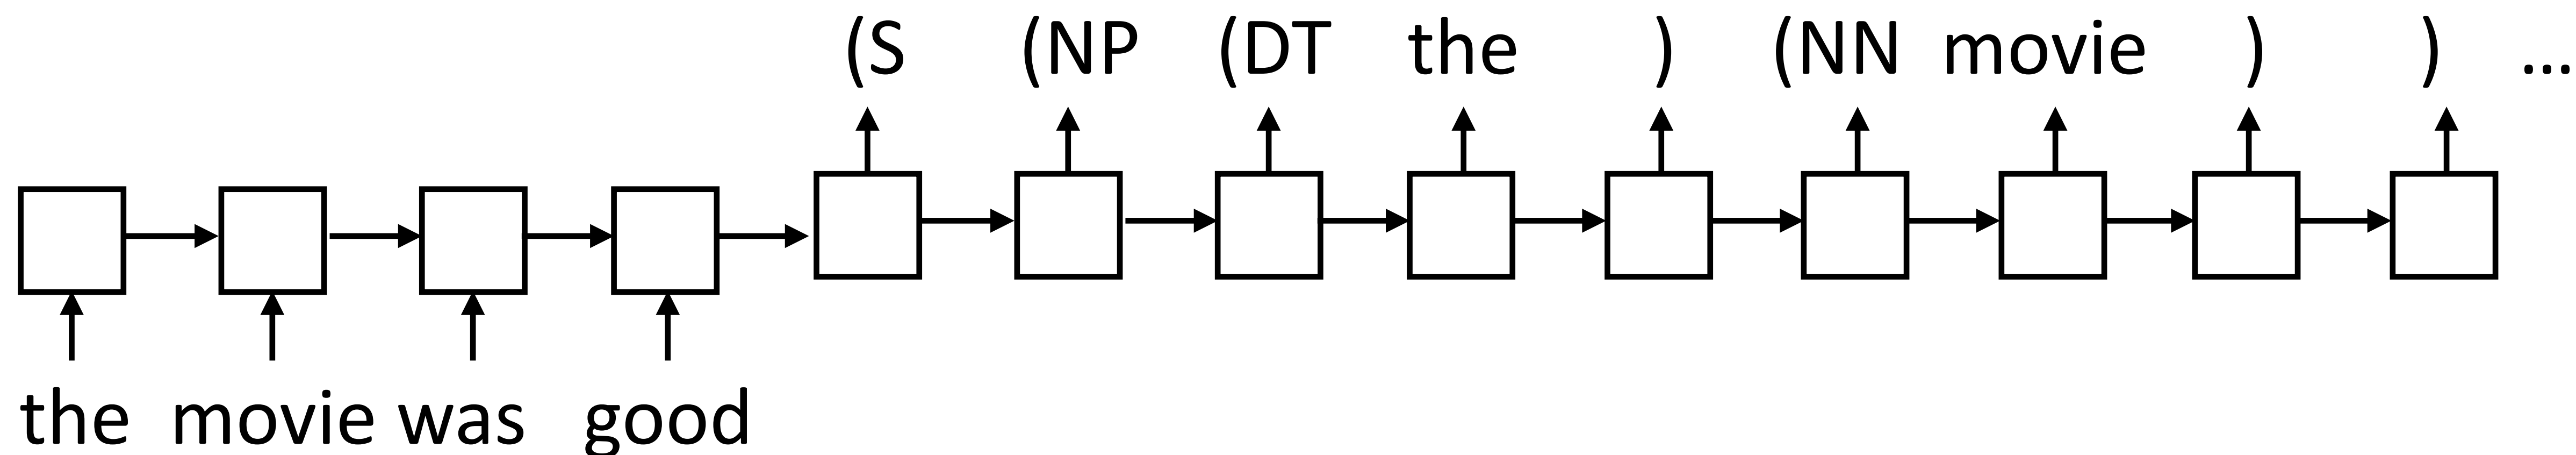 (S (NP (DT the ) (NN movie ) ) ...
the movie was good